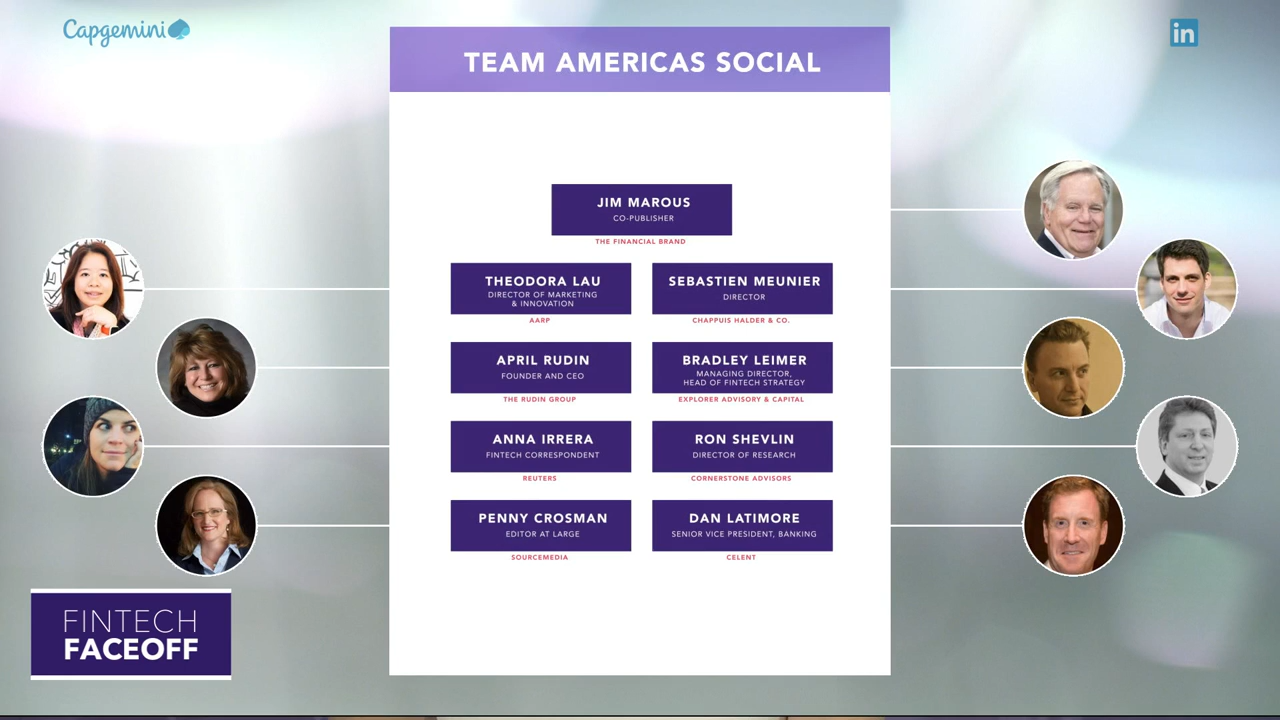 Capgemini
in
TEAM AMERICAS SOCIAL
JIM MAROUS
CO-PUBLISHER
THE FINANCIAL BRAND
THEODORA LAU
DIRECTOR OF MARKETING
& INNOVATION
AARP
SEBASTIEN MEUNIER
DIRECTOR
CHAPPUIS HALDER & CO.
APRIL RUDIN
FOUNDER AND CEO
THE RUDIN GROUP
BRADLEY LEIMER
MANAGING DIRECTOR,
HEAD OF FINTECH STRATEGY
EXPLORER ADVISORY & CAPITAL
ANNA IRRERA
FINTECH CORRESPONDENT
REUTERS
RON SHEVLIN
DIRECTOR OF RESEARCH
CORNERSTONE ADVISORS
PENNY CROSMAN
EDITOR AT LARGE
SOURCEMEDIA
DAN LATIMORE
SENIOR VICE PRESIDENT, BANKING
CELENT
FINTECH
FACEOFF